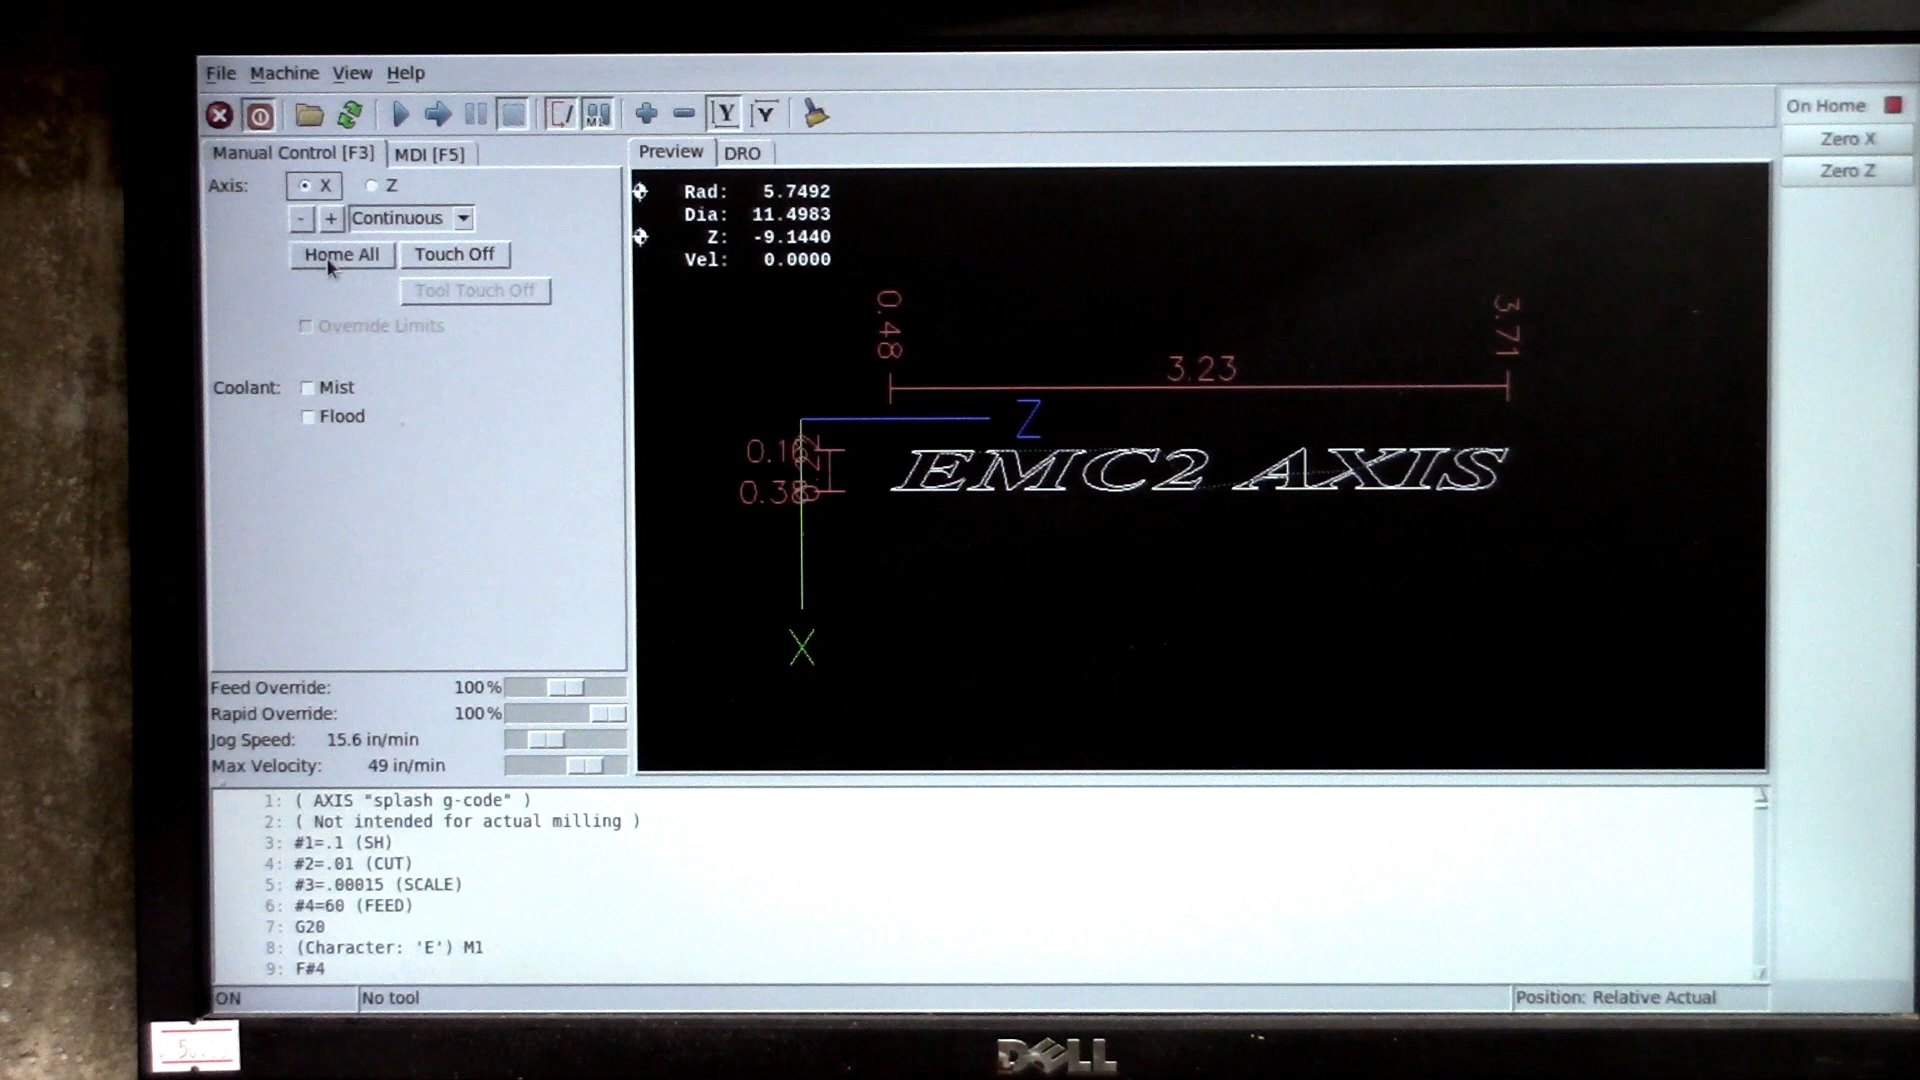 File Machine View Help
On Home
Zero X
Zero Z
Manual Control [F3] MDI [F5]
Preview DRO
Axis: X Z
- + Continuous
Home All Touch Off
Tool Touch Off
Override Limits
Coolant: Mist
Flood
Rad: 5.7492
Dia: 11.4983
Z: -9.1440
Vel: 0.0000
0.48
3.71
3.23
Z
0.16
0.38
EMC2 AXIS
X
Feed Override: 100%
Rapid Override: 100%
Jog Speed: 15.6 in/min
Max Velocity: 49 in/min
1: ( AXIS "splash g-code" )
2: ( Not intended for actual milling )
3: #1=.1 (SH)
4: #2=.01 (CUT)
5: #3=.00015 (SCALE)
6: #4=60 (FEED)
7: G20
8: (Character: 'E') M1
9: F#4
ON No tool Position: Relative Actual
DELL